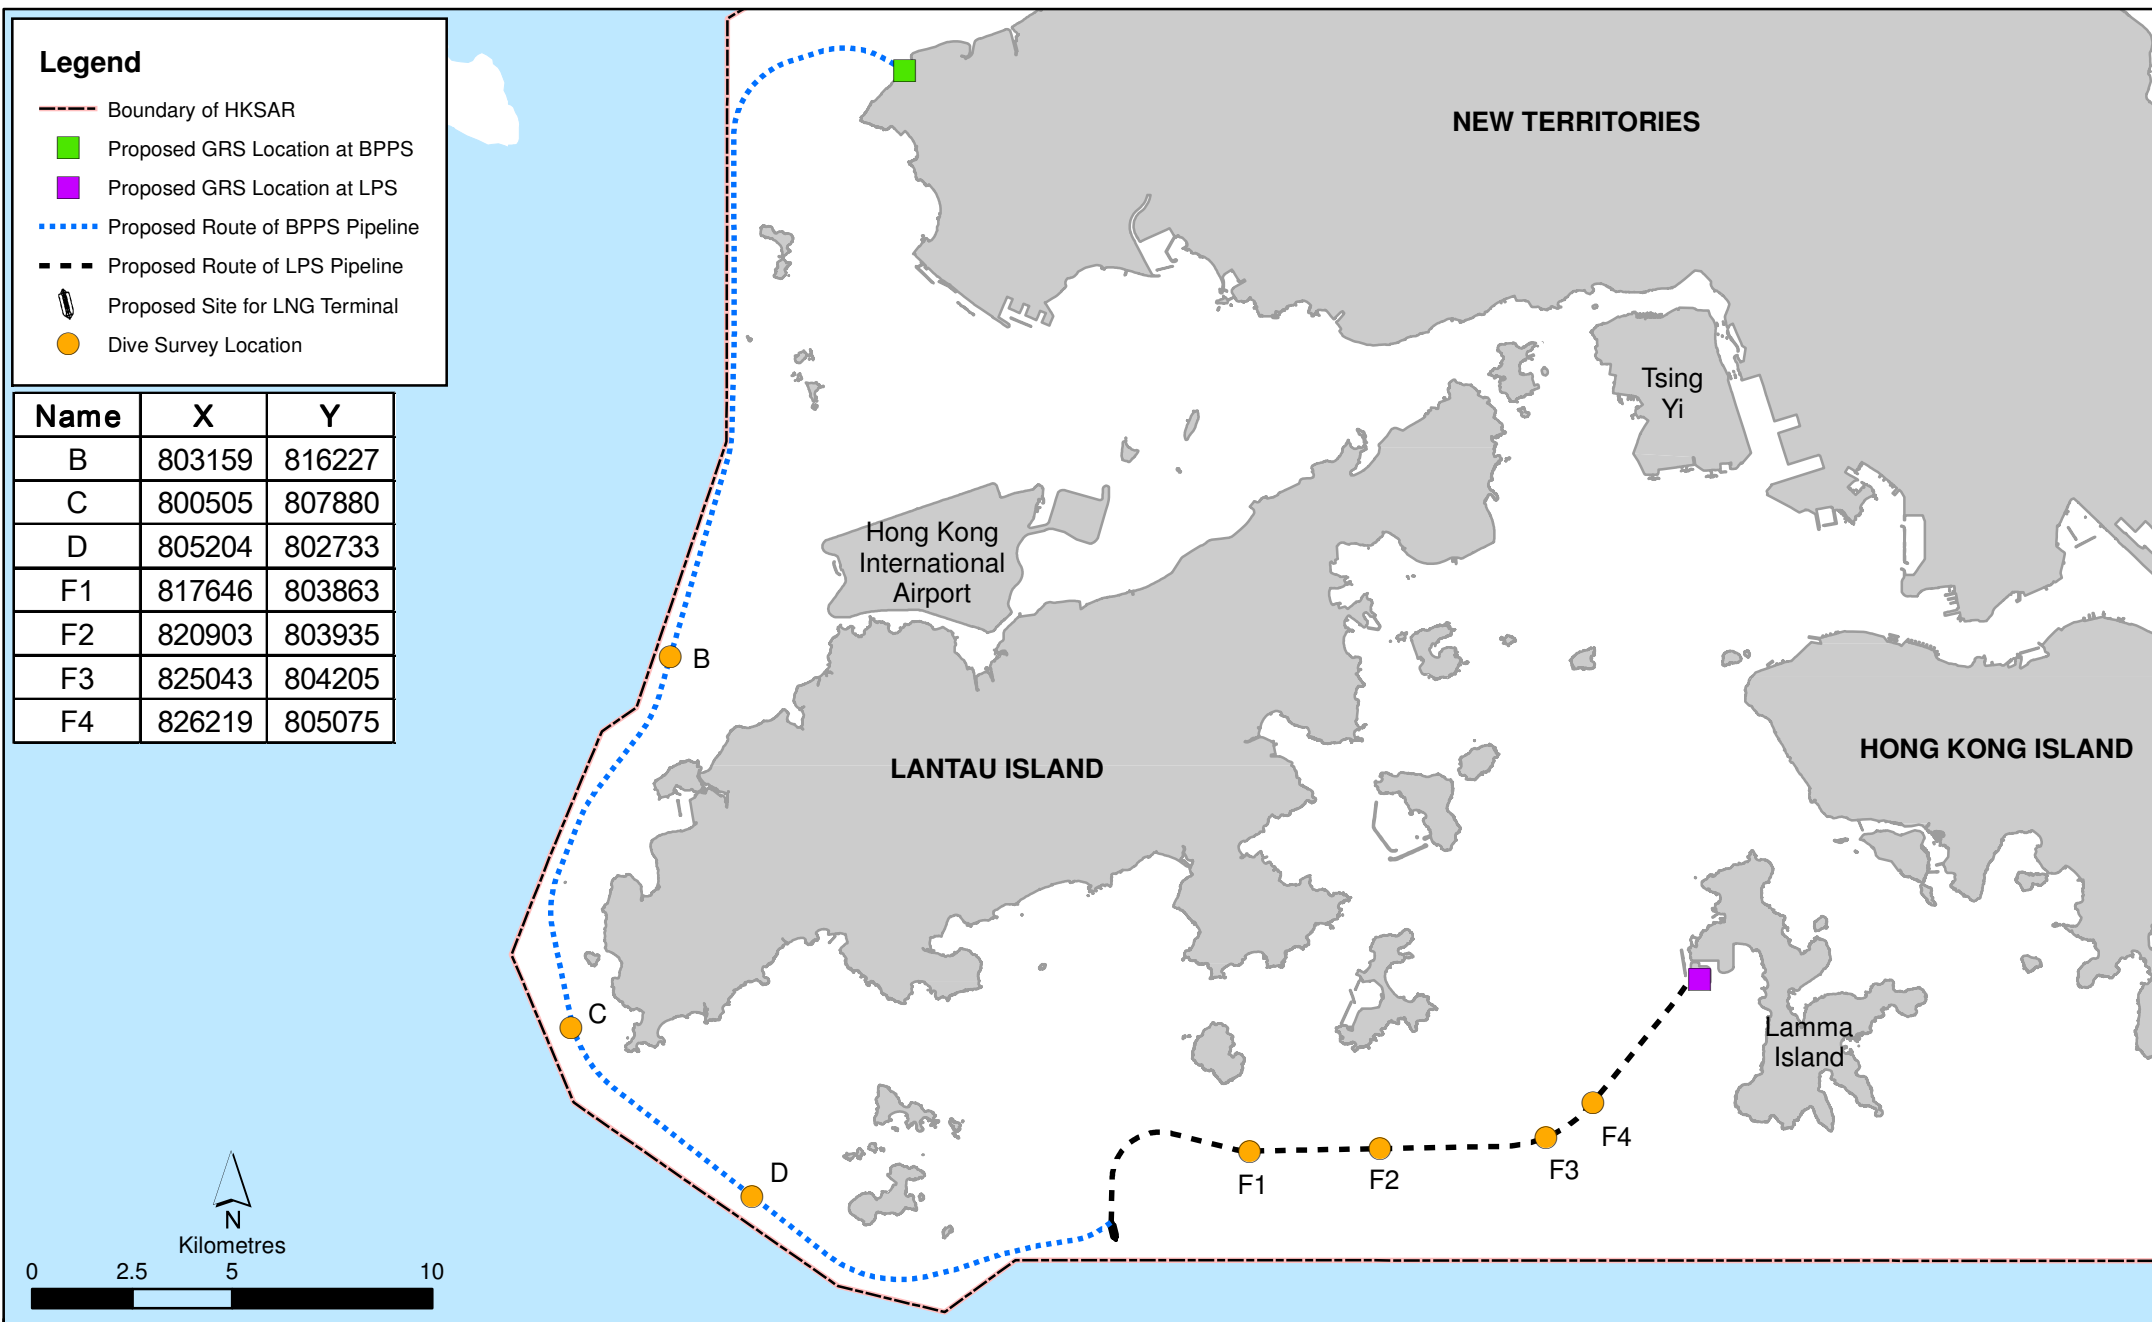 Legend
Boundary of HKSAR
Proposed GRS Location at BPPS
Proposed GRS Location at LPS
Proposed Route of BPPS Pipeline
Proposed Route of LPS Pipeline
Proposed Site for LNG Terminal
Dive Survey Location
Name X Y
B 803159 816227
C 800505 807880
D 805204 802733
F1 817646 803863
F2 820903 803935
F3 825043 804205
F4 826219 805075
NEW TERRITORIES
Tsing
Yi
Hong Kong
International
Airport
B
LANTAU ISLAND
HONG KONG ISLAND
C
Lamma
Island
D
F1
F2
F3
F4
N
Kilometres
0 2.5 5 10